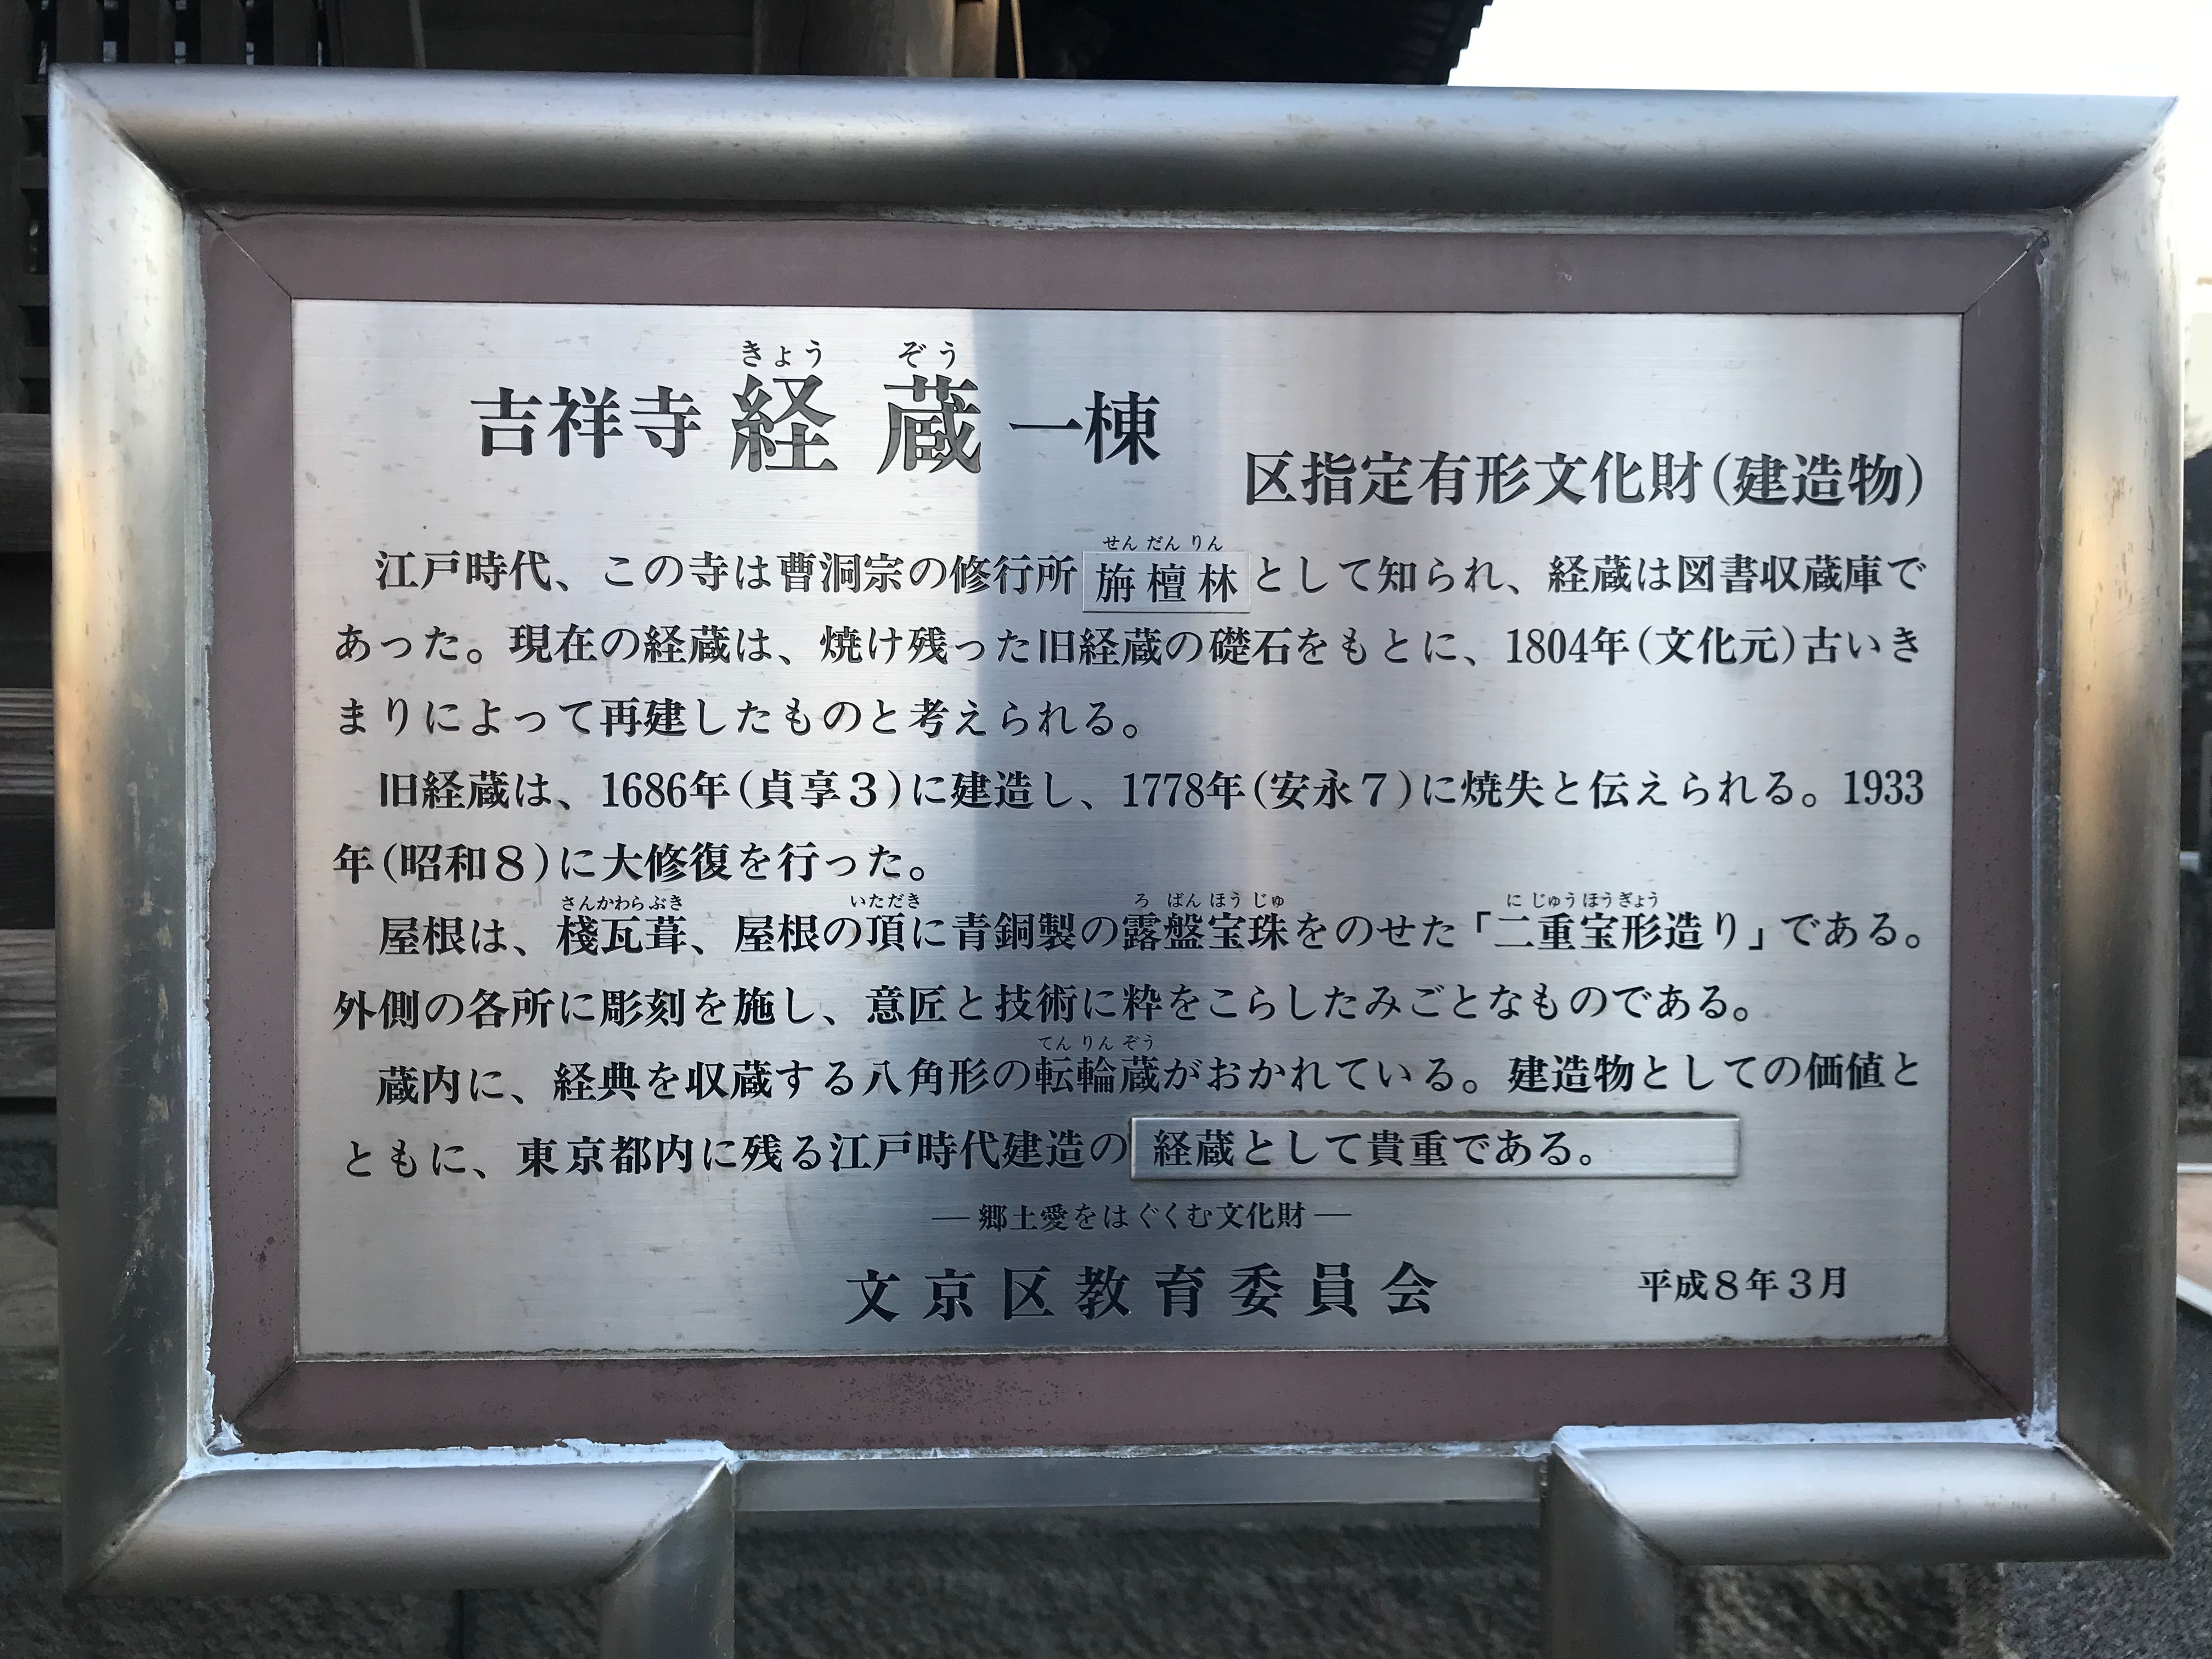 きょう ぞう
吉祥寺 経蔵 一棟
区指定有形文化財(建造物)
せん だん りん
江戸時代、この寺は曹洞宗の修行所 旃檀林 として知られ、経蔵は図書収蔵庫で
あった。現在の経蔵は、焼け残った旧経蔵の礎石をもとに、1804年(文化元)古いき
まりによって再建したものと考えられる。
旧経蔵は、1686年(貞享3)に建造し、1778年(安永7)に焼失と伝えられる。1933
年(昭和8)に大修復を行った。
さんかわらぶき いただき ろ ばん ほう じゅ に じゅう ほう ぎょう
屋根は、棧瓦葺、屋根の頂に青銅製の露盤宝珠をのせた「二重宝形造り」である。
外側の各所に彫刻を施し、意匠と技術に粋をこらしたみごとなものである。
てん りん ぞう
蔵内に、経典を収蔵する八角形の転輪蔵がおかれている。建造物としての価値と
ともに、東京都内に残る江戸時代建造の 経蔵として貴重である。
―郷土愛をはぐくむ文化財―
文京区教育委員会 平成8年3月